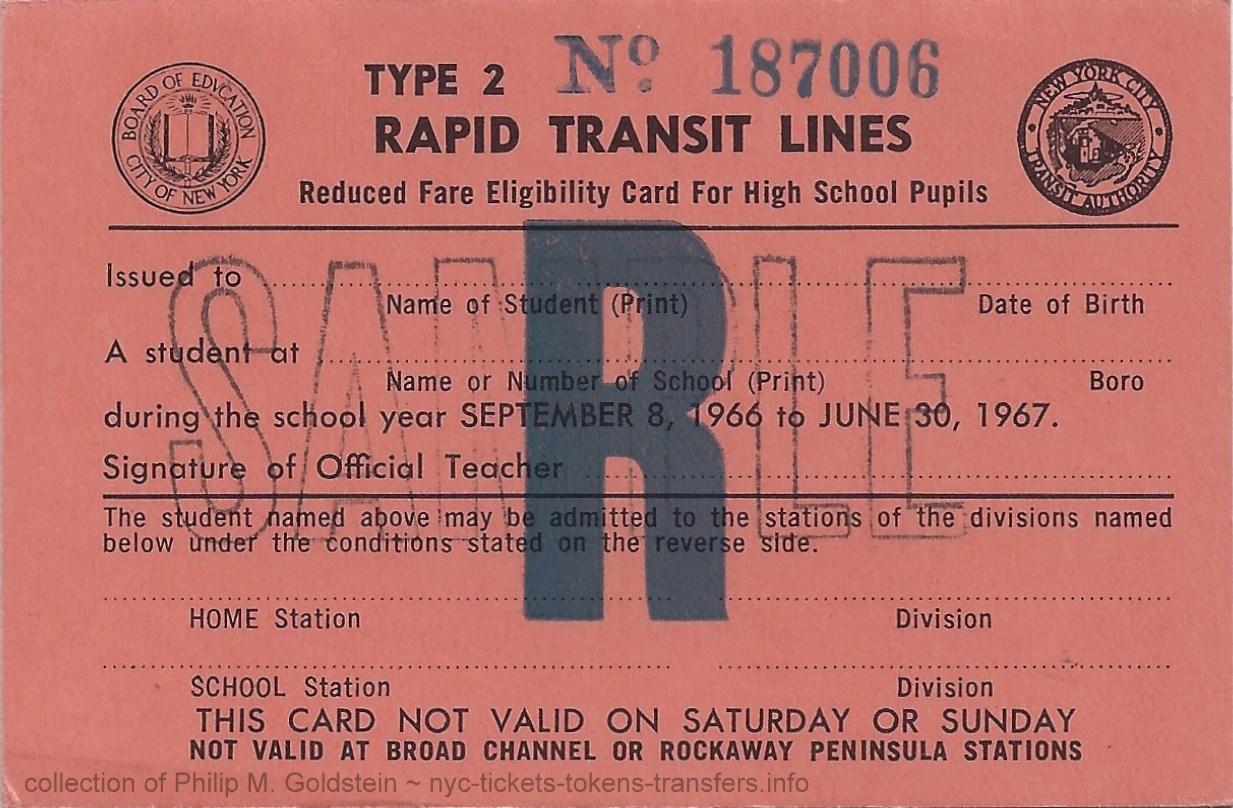 TYPE 2 Nº 187006
RAPID TRANSIT LINES
Reduced Fare Eligibility Card For High School Pupils
BOARD OF EDVCATION
CITY OF NEW YORK
NEW YORK CITY
TRANSIT AUTHORITY
R
SAMPLE
Issued to
Name of Student (Print) Date of Birth
A student at
Name or Number of School (Print) Boro
during the school year SEPTEMBER 8, 1966 to JUNE 30, 1967.
Signature of Official Teacher
The student named above may be admitted to the stations of the divisions named
below under the conditions stated on the reverse side.
HOME Station Division
SCHOOL Station Division
THIS CARD NOT VALID ON SATURDAY OR SUNDAY
NOT VALID AT BROAD CHANNEL OR ROCKAWAY PENINSULA STATIONS
collection of Philip M. Goldstein ~ nyc-tickets-tokens-transfers.info